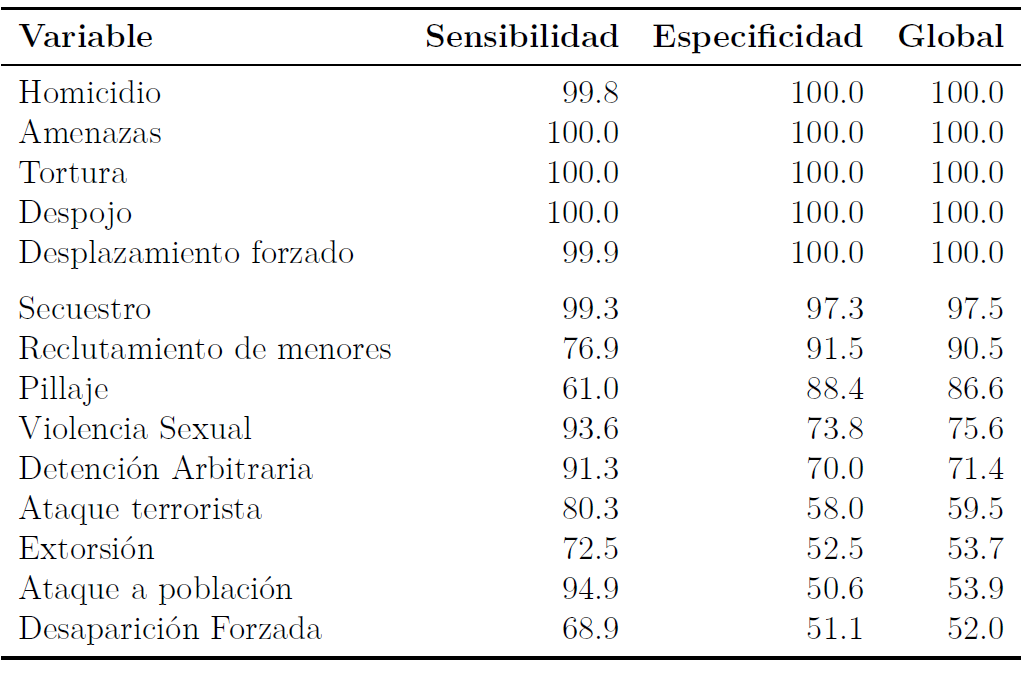 Variable Sensibilidad Especificidad Global
Homicidio 99.8 100.0 100.0
Amenazas 100.0 100.0 100.0
Tortura 100.0 100.0 100.0
Despojo 100.0 100.0 100.0
Desplazamiento forzado 99.9 100.0 100.0
Secuestro 99.3 97.3 97.5
Reclutamiento de menores 76.9 91.5 90.5
Pillaje 61.0 88.4 86.6
Violencia Sexual 93.6 73.8 75.6
Detención Arbitraria 91.3 70.0 71.4
Ataque terrorista 80.3 58.0 59.5
Extorsión 72.5 52.5 53.7
Ataque a población 94.9 50.6 53.9
Desaparición Forzada 68.9 51.1 52.0